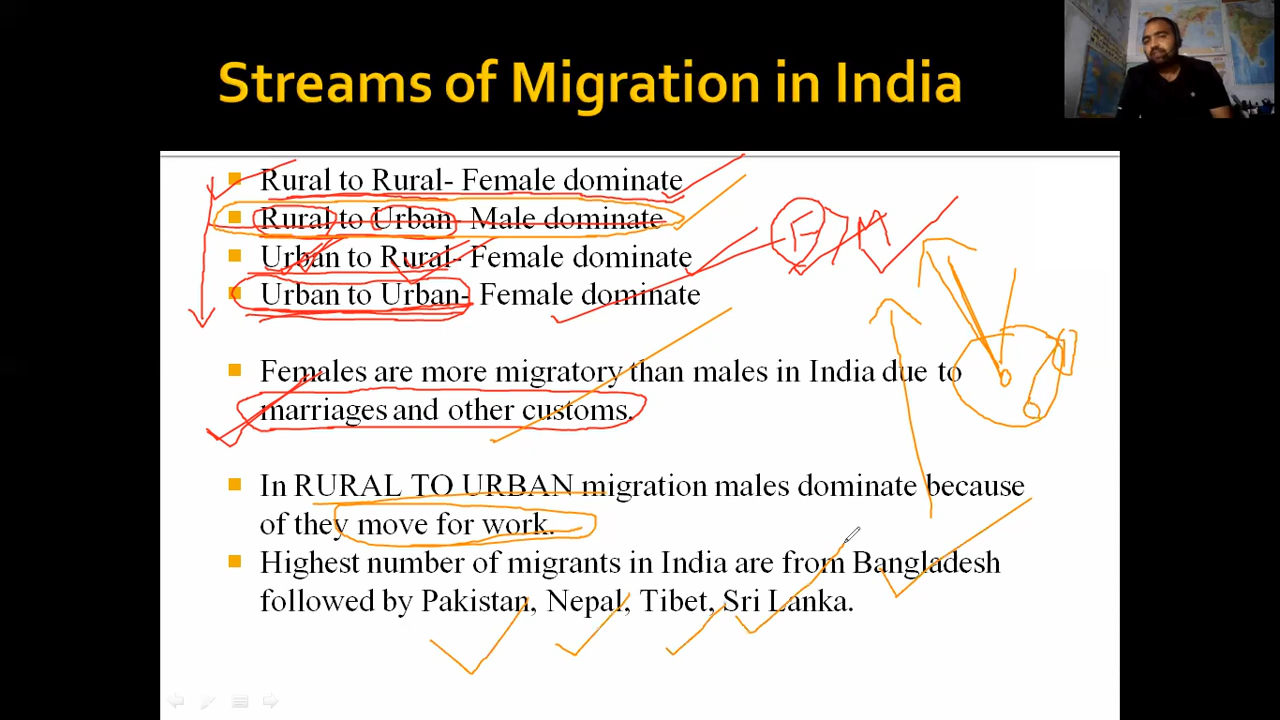 Streams of Migration in India
Rural to Rural- Female dominate
Rural to Urban- Male dominate
Urban to Rural- Female dominate
Urban to Urban- Female dominate
F, M
Females are more migratory than males in India due to
marriages and other customs.
In RURAL TO URBAN migration males dominate because
of they move for work.
Highest number of migrants in India are from Bangladesh
followed by Pakistan, Nepal, Tibet, Sri Lanka.